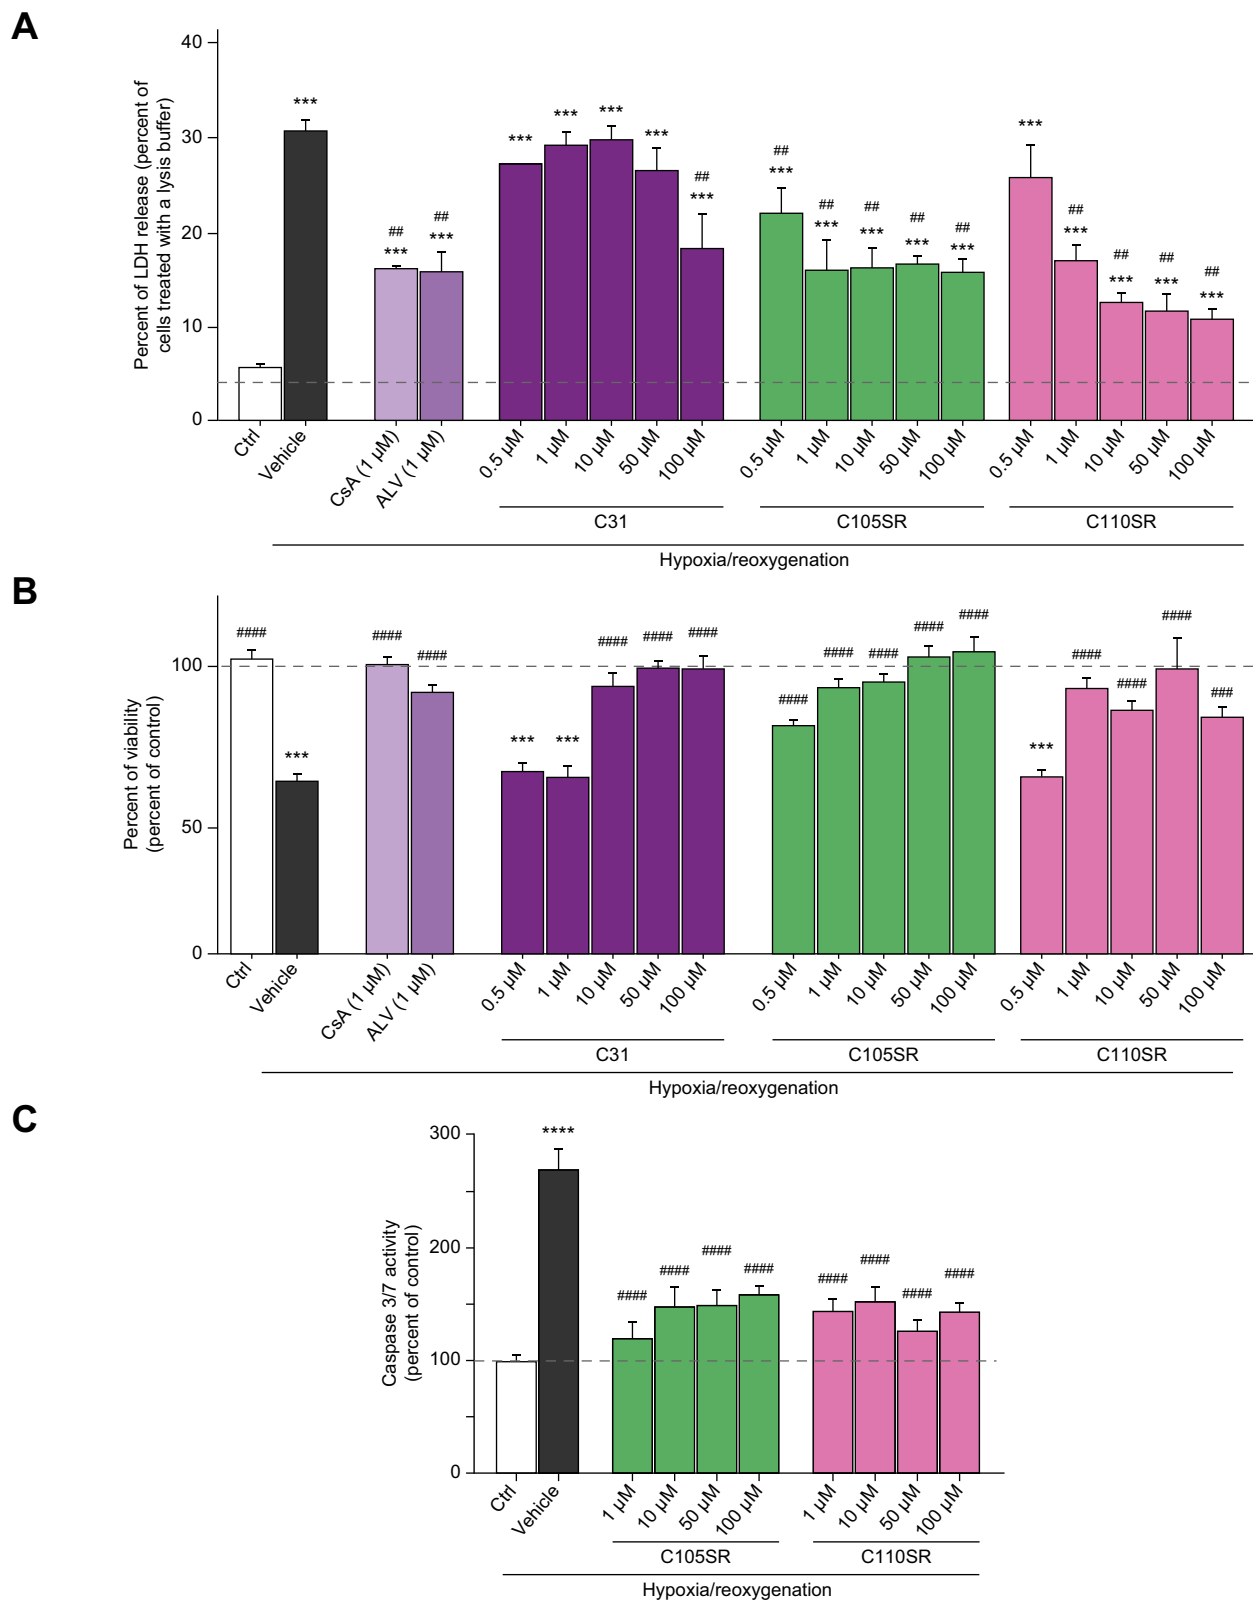 A
Percent of LDH release (percent of
cells treated with a lysis buffer)
40
30
20
10
0
***
##
***
##
***
***
***
***
***
##
***
##
***
##
***
##
***
##
***
##
***
***
##
***
##
***
##
***
##
***
Ctrl
Vehicle
CsA (1 µM)
ALV (1 µM)
0.5 µM
1 µM
10 µM
50 µM
100 µM
0.5 µM
1 µM
10 µM
50 µM
100 µM
0.5 µM
1 µM
10 µM
50 µM
100 µM
C31
C105SR
C110SR
Hypoxia/reoxygenation
B
Percent of viability
(percent of control)
100
50
0
####
***
####
####
***
***
####
####
####
####
####
####
####
####
***
####
####
####
###
Ctrl
Vehicle
CsA (1 µM)
ALV (1 µM)
0.5 µM
1 µM
10 µM
50 µM
100 µM
0.5 µM
1 µM
10 µM
50 µM
100 µM
0.5 µM
1 µM
10 µM
50 µM
100 µM
C31
C105SR
C110SR
Hypoxia/reoxygenation
C
Caspase 3/7 activity
(percent of control)
300
200
100
0
****
####
####
####
####
####
####
####
####
Ctrl
Vehicle
1 µM
10 µM
50 µM
100 µM
1 µM
10 µM
50 µM
100 µM
C105SR
C110SR
Hypoxia/reoxygenation